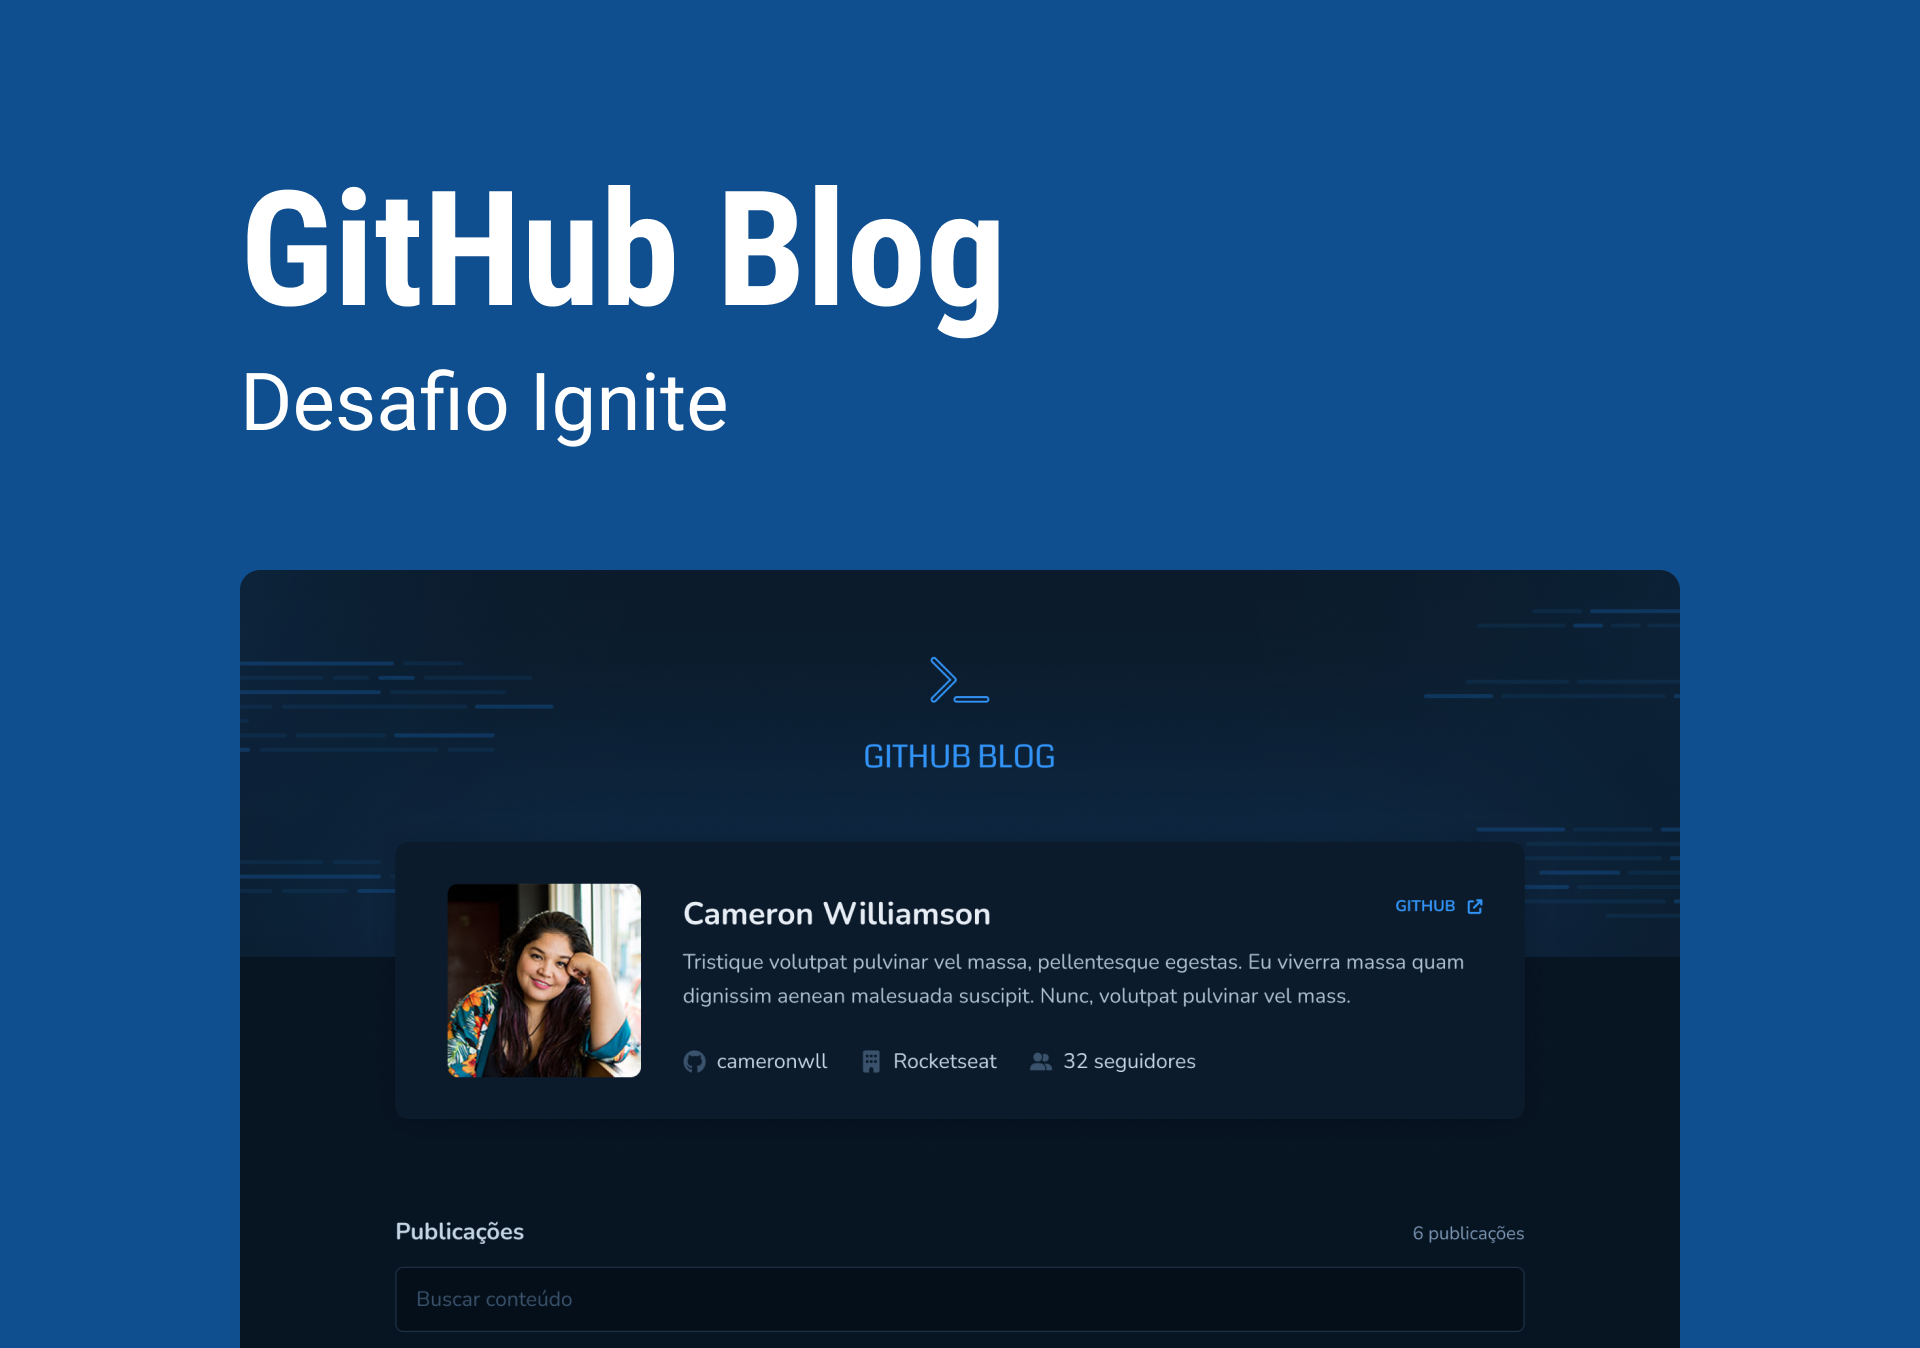 GitHub Blog
Desafio Ignite
GITHUB BLOG
Cameron Williamson
GITHUB
Tristique volutpat pulvinar vel massa, pellentesque egestas. Eu viverra massa quam
dignissim aenean malesuada suscipit. Nunc, volutpat pulvinar vel mass.
cameronwll Rocketseat 32 seguidores
Publicações
6 publicações
Buscar conteúdo